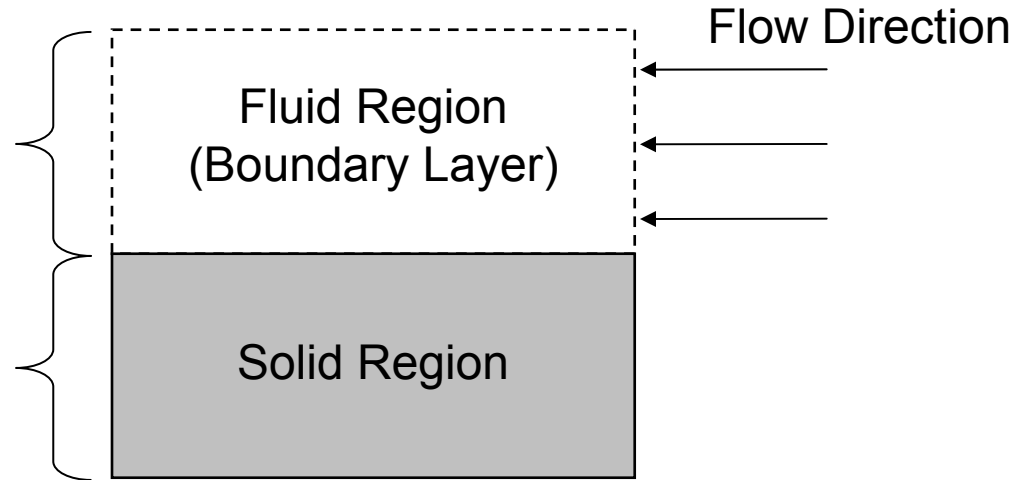 Flow Direction
Fluid Region
(Boundary Layer)
Solid Region